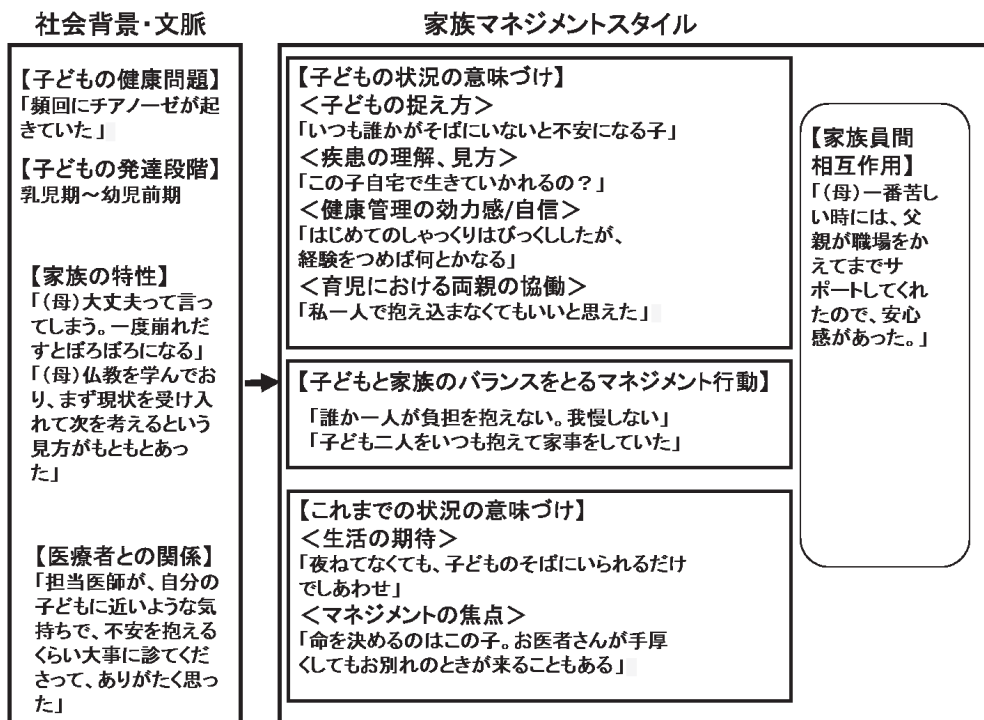 社会背景・文脈
【子どもの健康問題】
「頻回にチアノーゼが起
きていた」
【子どもの発達段階】
乳児期～幼児前期
【家族の特性】
「(母)大丈夫って言っ
てしまう。一度崩れだ
すとぼろぼろになる」
「(母)仏教を学んでお
り、まず現状を受け入
れて次を考えるという
見方がもともとあっ
た」
【医療者との関係】
「担当医師が、自分の
子どもに近いような気
持ちで、不安を抱える
くらい大事に診てくだ
さって、ありがたく思っ
た」
家族マネジメントスタイル
【子どもの状況の意味づけ】
＜子どもの捉え方＞
「いつも誰かがそばにいないと不安になる子」
＜疾患の理解、見方＞
「この子自宅で生きていかれるの？」
＜健康管理の効力感/自信＞
「はじめてのしゃっくりはびっくししたが、
経験をつめば何とかなる」
＜育児における両親の協働＞
「私一人で抱え込まなくてもいいと思えた」
【子どもと家族のバランスをとるマネジメント行動】
「誰か一人が負担を抱えない。我慢しない」
「子ども二人をいつも抱えて家事をしていた」
【これまでの状況の意味づけ】
＜生活の期待＞
「夜ねてなくても、子どものそばにいられるだけ
でしあわせ」
＜マネジメントの焦点＞
「命を決めるのはこの子。お医者さんが手厚
くしてもお別れのときが来ることもある」
【家族員間
相互作用】
「(母)一番苦し
い時には、父
親が職場をか
えてまでサ
ポートしてくれ
たので、安心
感があった。」